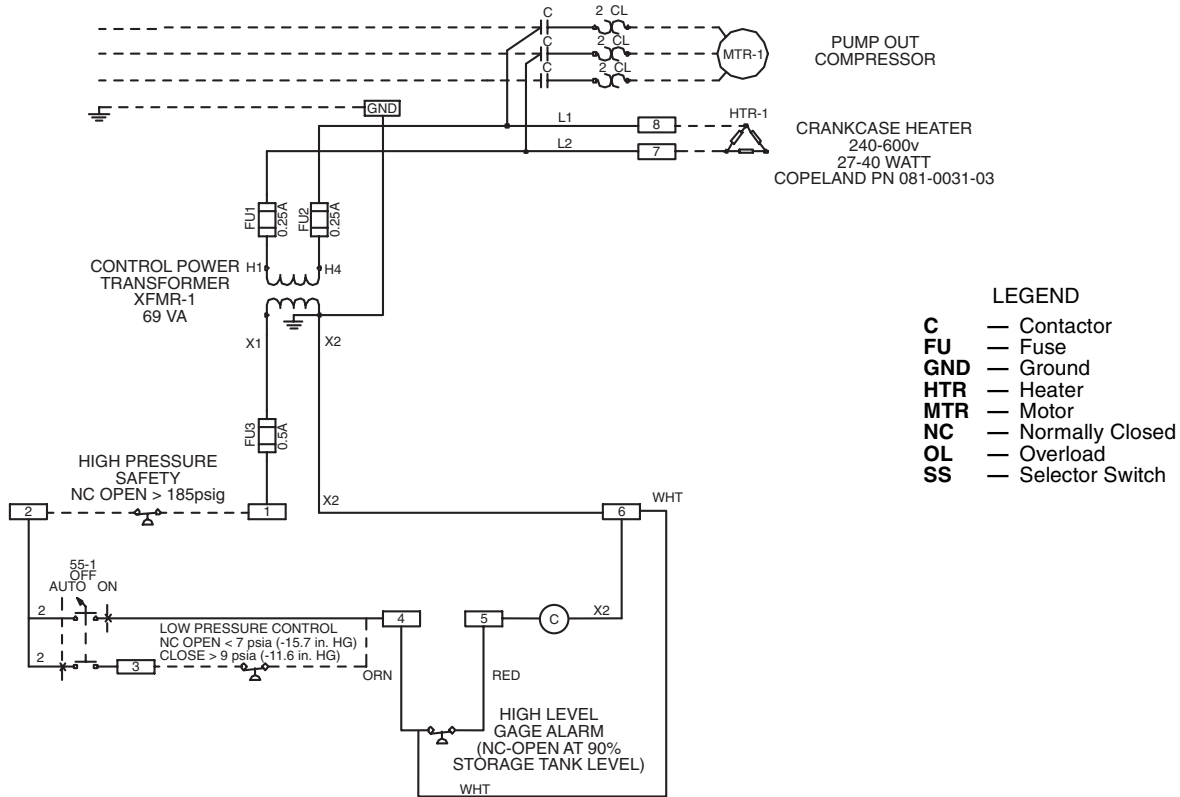 C
2 CL
C
2 CL
C
2 CL
MTR-1
PUMP OUT
COMPRESSOR
GND
L1
8
HTR-1
L2
7
CRANKCASE HEATER
240-600v
27-40 WATT
COPELAND PN 081-0031-03
FU1
0.25A
FU2
0.25A
CONTROL POWER
TRANSFORMER
XFMR-1
69 VA
H1
H4
X1
X2
LEGEND
C — Contactor
FU — Fuse
GND — Ground
HTR — Heater
MTR — Motor
NC — Normally Closed
OL — Overload
SS — Selector Switch
FU3
0.5A
HIGH PRESSURE
SAFETY
NC OPEN > 185psig
2
1
X2
6
WHT
55-1
OFF
AUTO ON
2
4
5
C
X2
LOW PRESSURE CONTROL
NC OPEN < 7 psia (-15.7 in. HG)
CLOSE > 9 psia (-11.6 in. HG)
2
3
ORN
RED
HIGH LEVEL
GAGE ALARM
(NC-OPEN AT 90%
STORAGE TANK LEVEL)
WHT